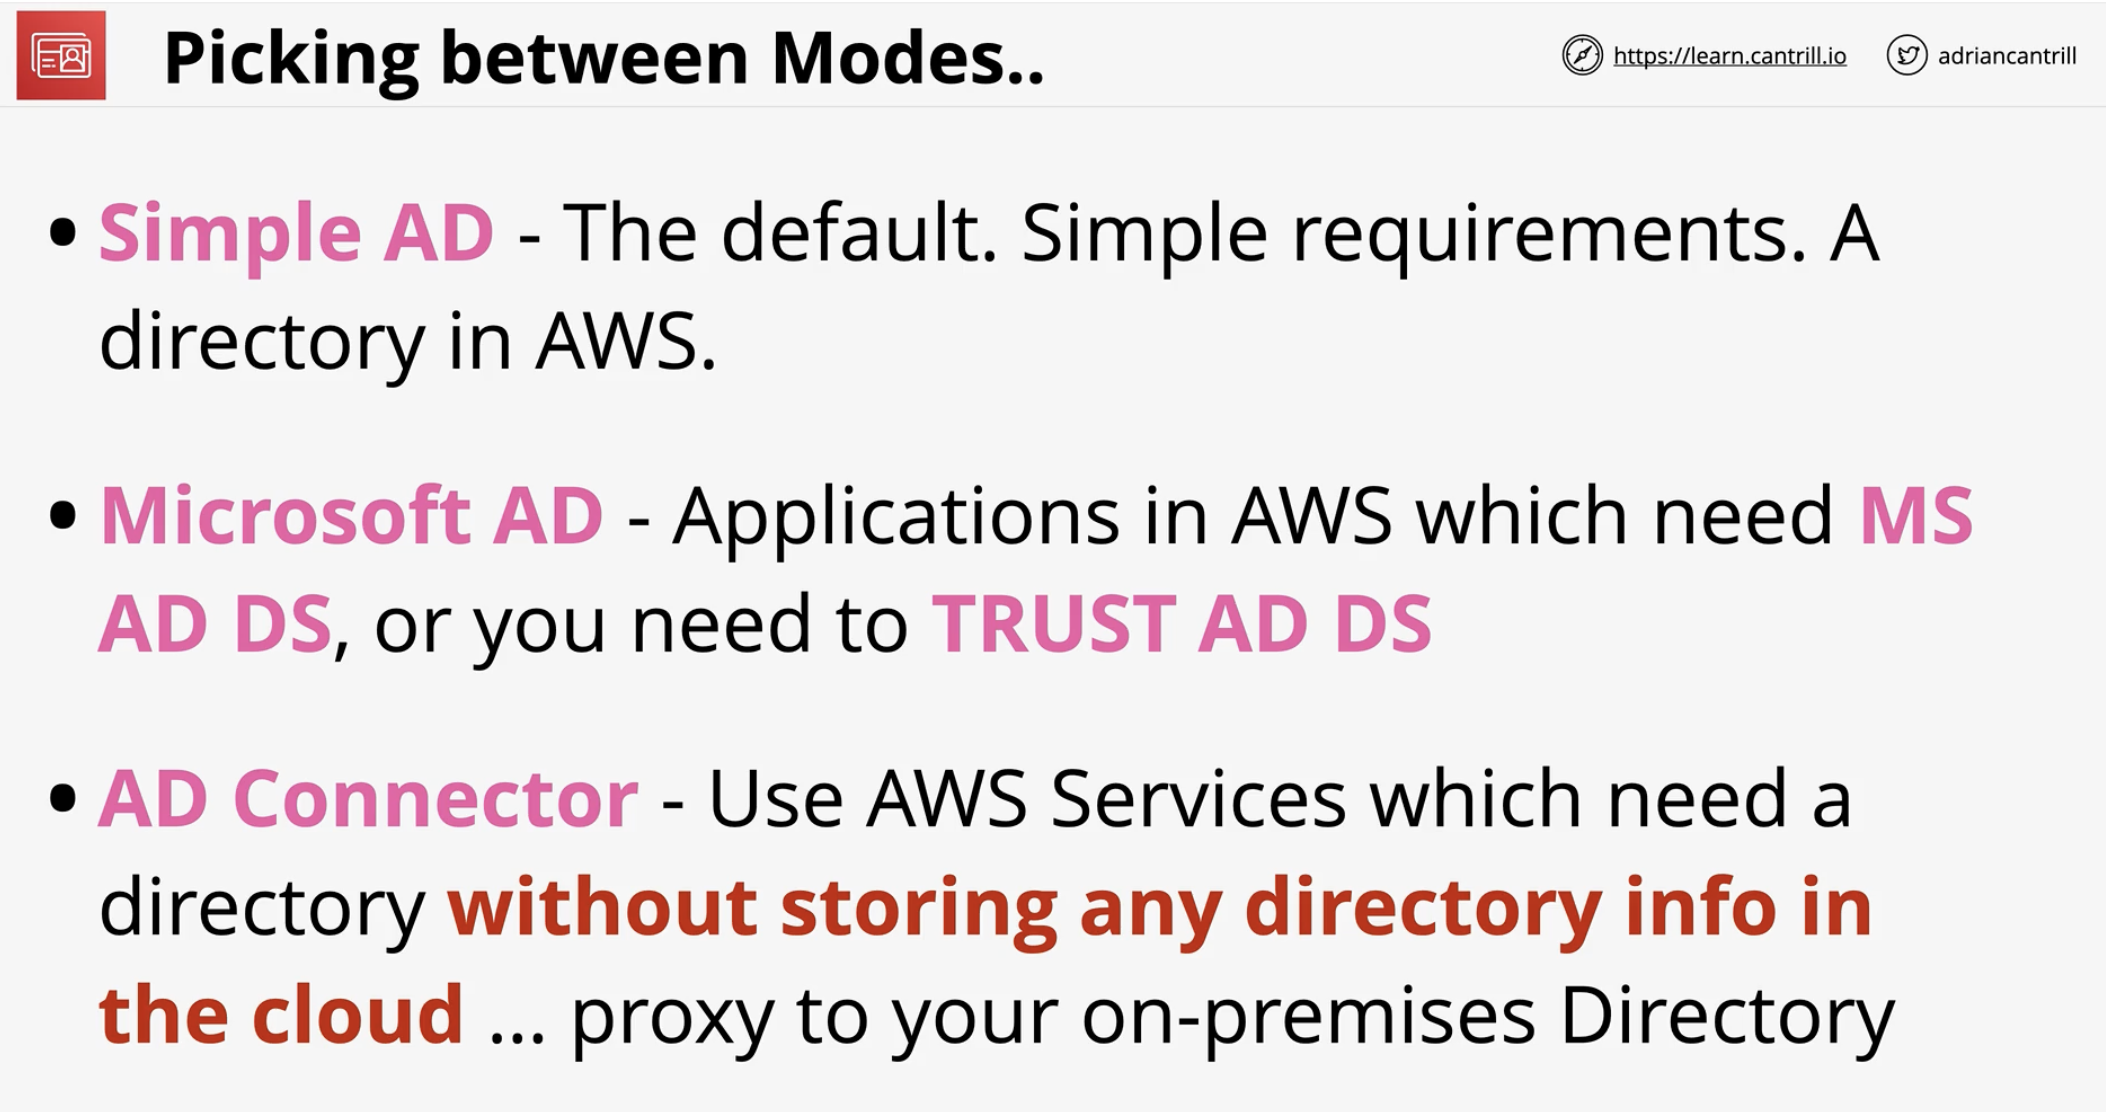 Picking between Modes..
https://learn.cantrill.io
adriancantrill
• Simple AD - The default. Simple requirements. A
directory in AWS.
• Microsoft AD - Applications in AWS which need MS
AD DS, or you need to TRUST AD DS
• AD Connector - Use AWS Services which need a
directory without storing any directory info in
the cloud ... proxy to your on-premises Directory